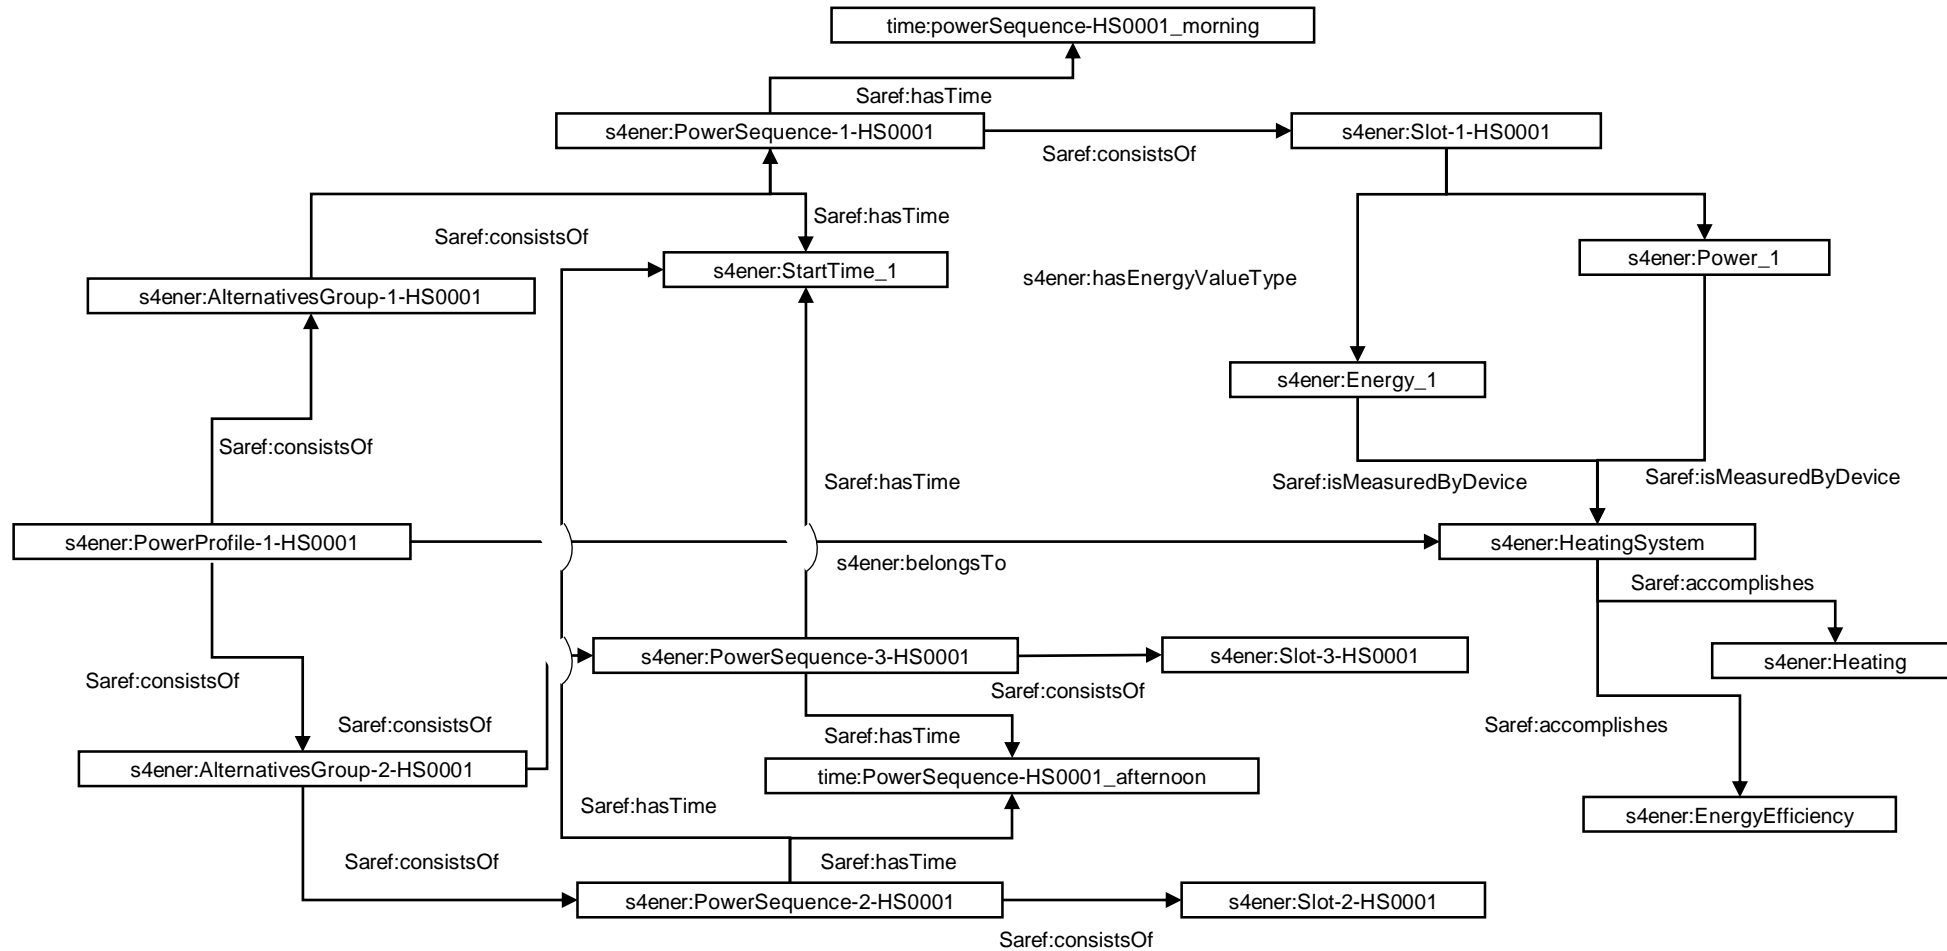 time:powerSequence-HS0001_morning
Saref:hasTime
s4ener:PowerSequence-1-HS0001
s4ener:Slot-1-HS0001
Saref:consistsOf
Saref:hasTime
Saref:consistsOf
s4ener:StartTime_1
s4ener:Power_1
s4ener:hasEnergyValueType
s4ener:AlternativesGroup-1-HS0001
s4ener:Energy_1
Saref:consistsOf
Saref:hasTime
Saref:isMeasuredByDevice
Saref:isMeasuredByDevice
s4ener:PowerProfile-1-HS0001
s4ener:HeatingSystem
s4ener:belongsTo
Saref:accomplishes
s4ener:PowerSequence-3-HS0001
s4ener:Slot-3-HS0001
s4ener:Heating
Saref:consistsOf
Saref:consistsOf
Saref:consistsOf
Saref:accomplishes
Saref:hasTime
s4ener:AlternativesGroup-2-HS0001
time:PowerSequence-HS0001_afternoon
Saref:hasTime
s4ener:EnergyEfficiency
Saref:consistsOf
Saref:hasTime
s4ener:PowerSequence-2-HS0001
s4ener:Slot-2-HS0001
Saref:consistsOf